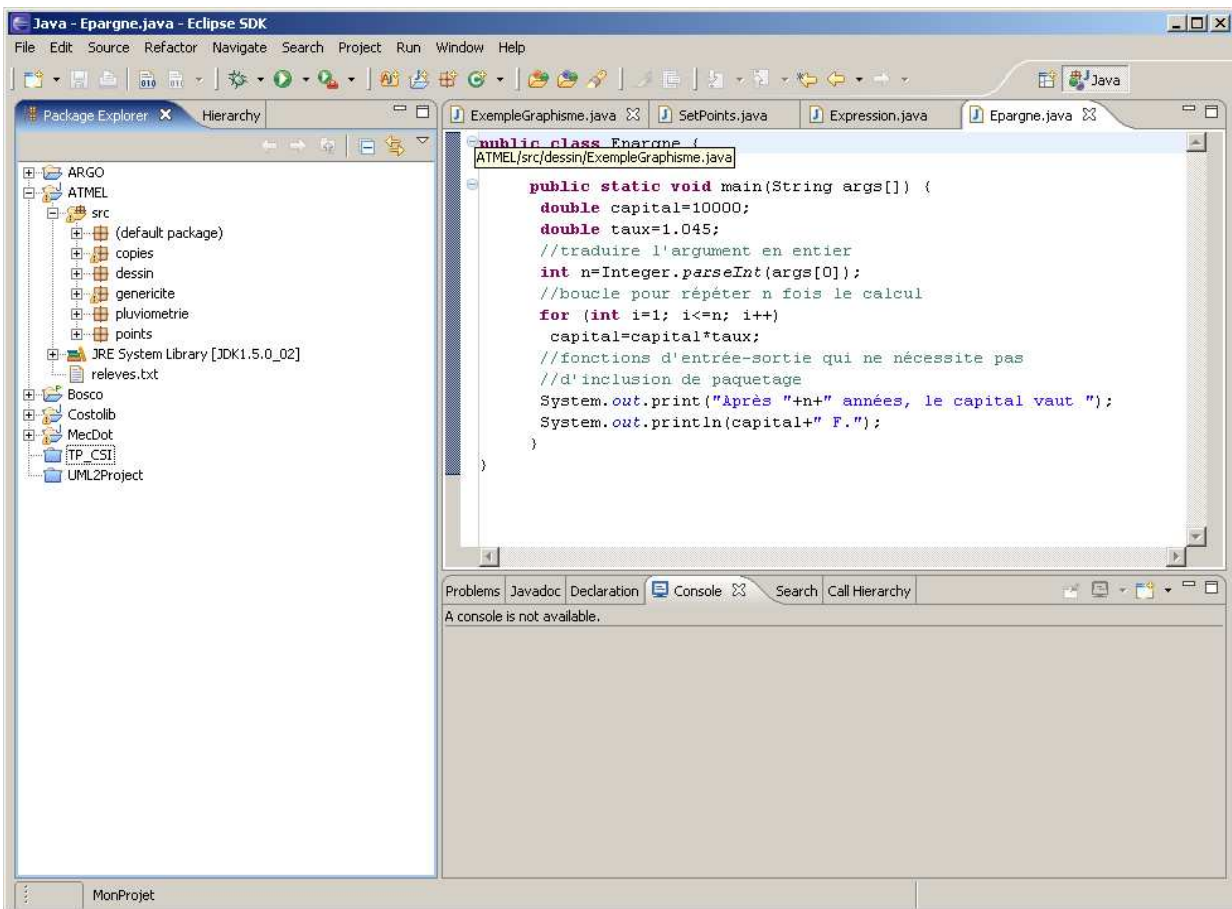 Java - Epargne.java - Eclipse SDK
File Edit Source Refactor Navigate Search Project Run Window Help
Java
Package Explorer Hierarchy
ExempleGraphisme.java SetPoints.java Expression.java Epargne.java
public class Epargne {
ATMEL/src/dessin/ExempleGraphisme.java
ARGO
ATMEL
src
(default package)
copies
dessin
genericite
pluviometrie
points
JRE System Library [JDK1.5.0_02]
releves.txt
Bosco
Costolib
MecDot
TP_CSI
UML2Project
public static void main(String args[]) {
double capital=10000;
double taux=1.045;
//traduire l'argument en entier
int n=Integer.parseInt(args[0]);
//boucle pour répéter n fois le calcul
for (int i=1; i<=n; i++)
capital=capital*taux;
//fonctions d'entrée-sortie qui ne nécessite pas
//d'inclusion de paquetage
System.out.print("Après "+n+" années, le capital vaut ");
System.out.println(capital+" F.");
}
}
Problems Javadoc Declaration Console Search Call Hierarchy
A console is not available.
MonProjet